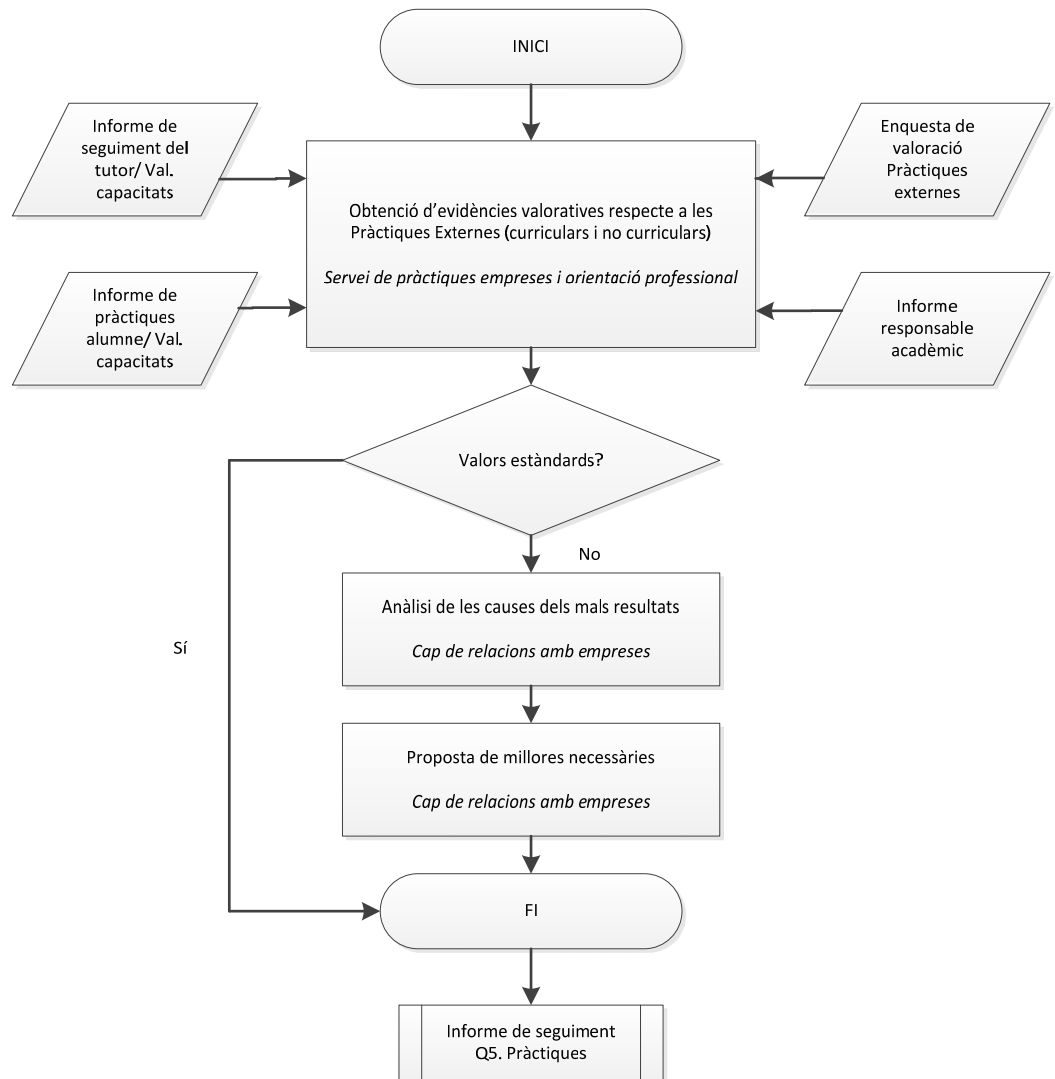 INICI
Informe de
seguiment del
tutor/ Val.
capacitats
Enquesta de
valoració
Pràctiques
externes
Obtenció d'evidències valoratives respecte a les
Pràctiques Externes (curriculars i no curriculars)
Servei de pràctiques empreses i orientació professional
Informe de
pràctiques
alumne/ Val.
capacitats
Informe
responsable
acadèmic
Valors estàndards?
No
Anàlisi de les causes dels mals resultats
Cap de relacions amb empreses
Sí
Proposta de millores necessàries
Cap de relacions amb empreses
FI
Informe de seguiment
Q5. Pràctiques